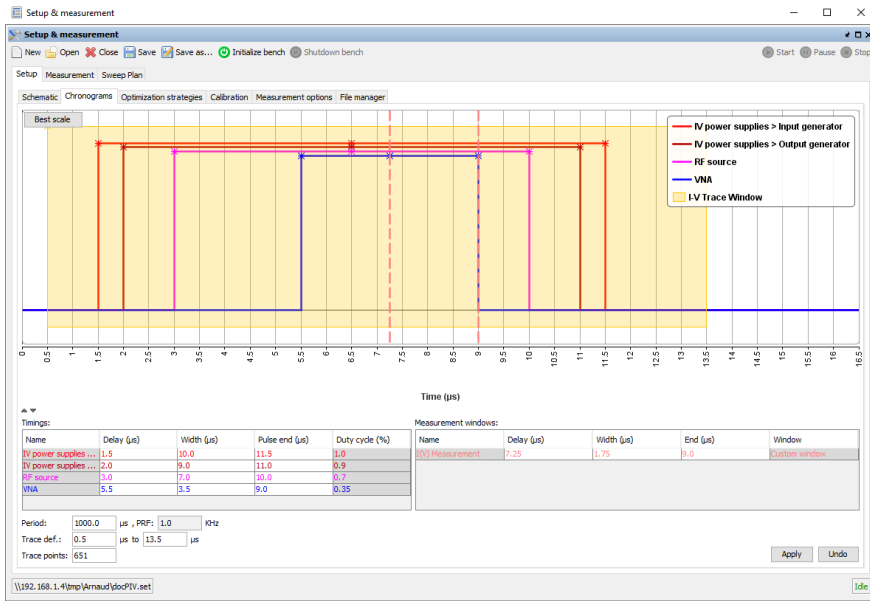 Setup & measurement
Setup & measurement
New Open Close Save Save as... Initialize bench Shutdown bench Start Pause Stop
Setup Measurement Sweep Plan
Schematic Chronograms Optimization strategies Calibration Measurement options File manager
Best scale
IV power supplies > Input generator
IV power supplies > Output generator
RF source
VNA
I-V Trace Window
0 0.5 1 1.5 2 2.5 3 3.5 4 4.5 5 5.5 6 6.5 7 7.5 8 8.5 9 9.5 10 10.5 11 11.5 12 12.5 13 13.5 14 14.5 15 15.5 16 16.5
Time (µs)
Timings: Measurement windows:
Name Delay (µs) Width (µs) Pulse end (µs) Duty cycle (%) Name Delay (µs) Width (µs) End (µs) Window
IV power supplies ... 1.5 10.0 11.5 1.0 I(V) Measurement 7.25 1.75 9.0 Custom window
IV power supplies ... 2.0 9.0 11.0 0.9
RF source 3.0 7.0 10.0 0.7
VNA 5.5 3.5 9.0 0.35
Period: 1000.0 µs , PRF: 1.0 KHz
Trace def.: 0.5 µs to 13.5 µs
Trace points: 651 Apply Undo
\\192.168.1.4\tmp\Arnaud\docPIV.set Idle